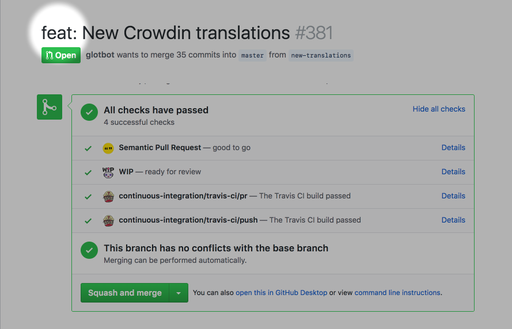 feat: New Crowdin translations #381
Open glotbot wants to merge 35 commits into master from new-translations
All checks have passed
4 successful checks
Hide all checks
Semantic Pull Request — good to go Details
WIP — ready for review Details
continuous-integration/travis-ci/pr — The Travis CI build passed Details
continuous-integration/travis-ci/push — The Travis CI build passed Details
This branch has no conflicts with the base branch
Merging can be performed automatically.
Squash and merge You can also open this in GitHub Desktop or view command line instructions.